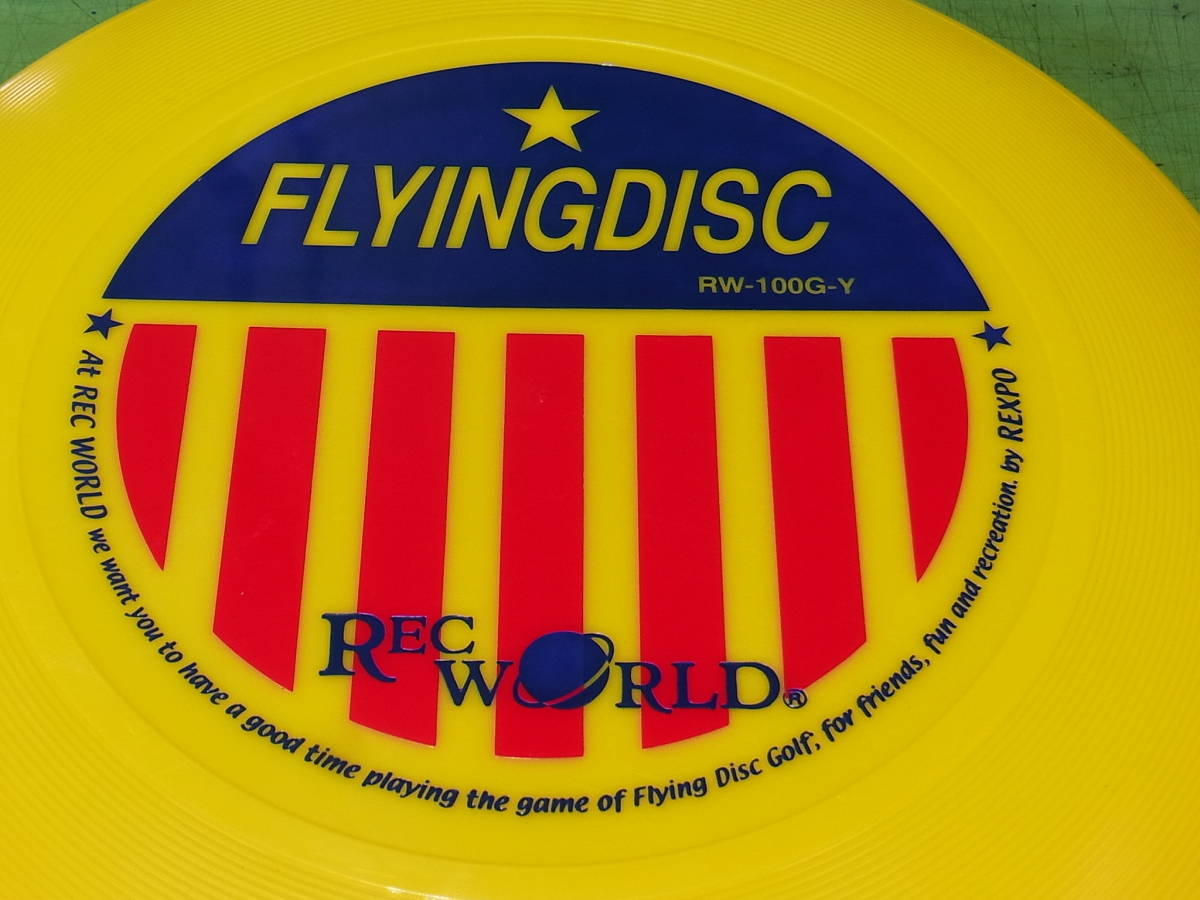 FLYINGDISC
RW-100G-Y
REC
WORLD®
At REC WORLD we want you to have a good time playing the game of Flying Disc Golf, for friends, fun and recreation. by REXPO